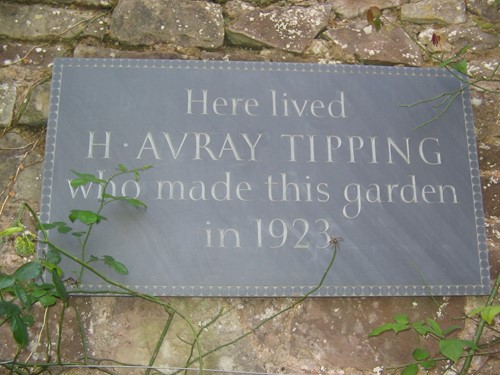 Here lived
H · AVRAY TIPPING
who made this garden
in 1923